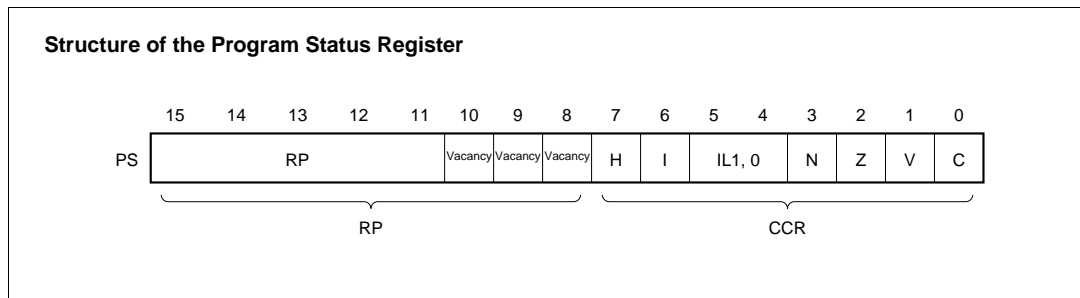 Structure of the Program Status Register
15 14 13 12 11 10 9 8 7 6 5 4 3 2 1 0
PS RP Vacancy Vacancy Vacancy H I IL1, 0 N Z V C
RP CCR